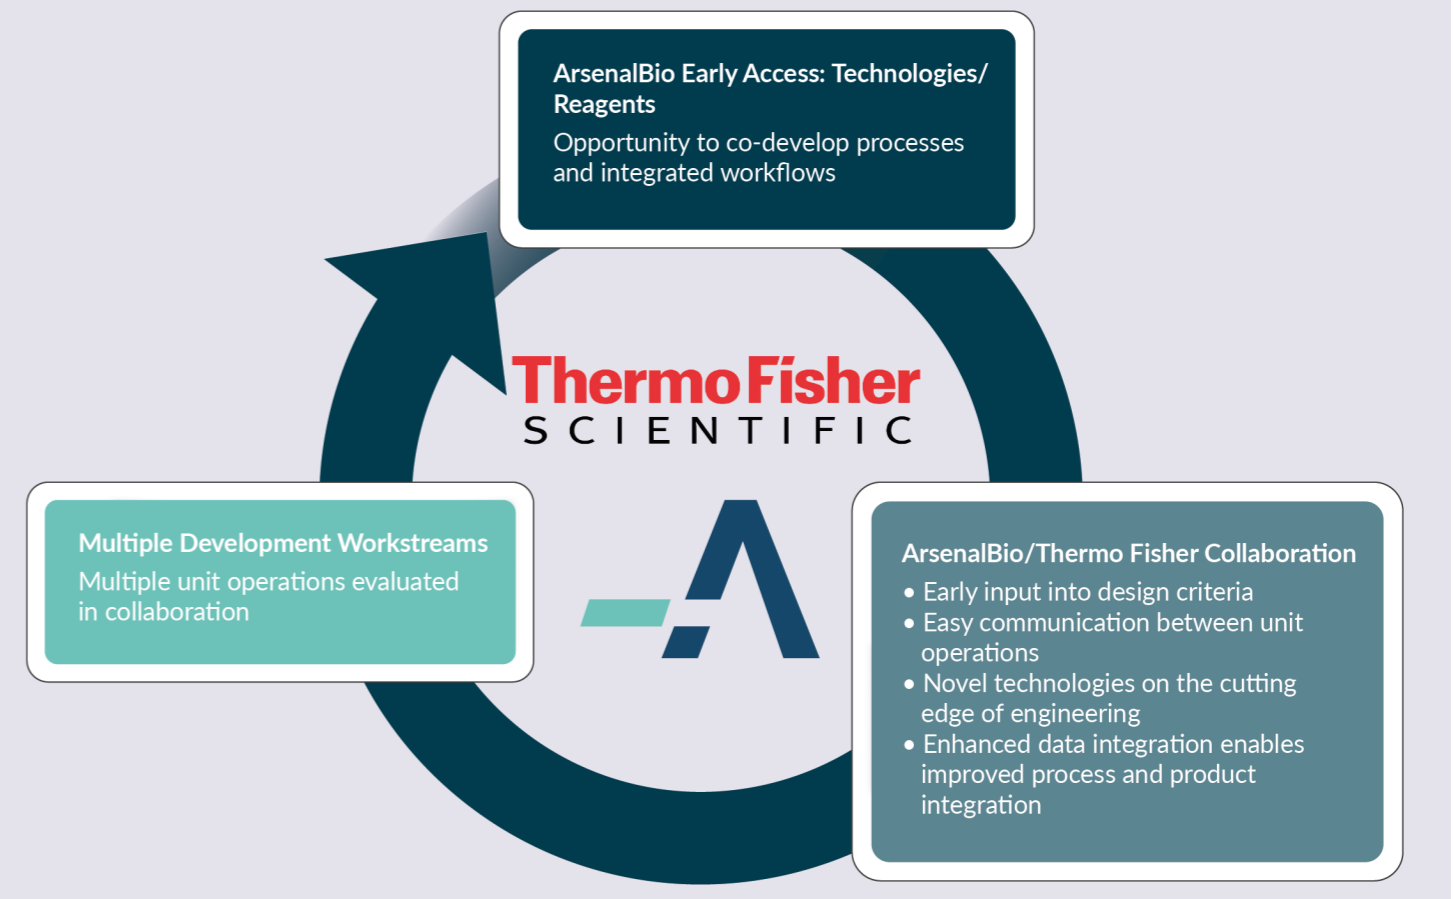 ArsenalBio Early Access: Technologies/
Reagents
Opportunity to co-develop processes
and integrated workflows
ThermoFisher
SCIENTIFIC
Multiple Development Workstreams
Multiple unit operations evaluated
in collaboration
ArsenalBio/Thermo Fisher Collaboration
• Early input into design criteria
• Easy communication between unit
operations
• Novel technologies on the cutting
edge of engineering
• Enhanced data integration enables
improved process and product
integration